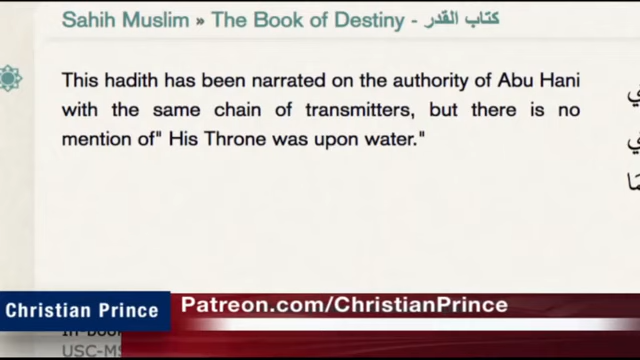 Sahih Muslim » The Book of Destiny - كتاب القدر
This hadith has been narrated on the authority of Abu Hani
with the same chain of transmitters, but there is no
mention of" His Throne was upon water."
Christian Prince
Patreon.com/ChristianPrince
USC-MS